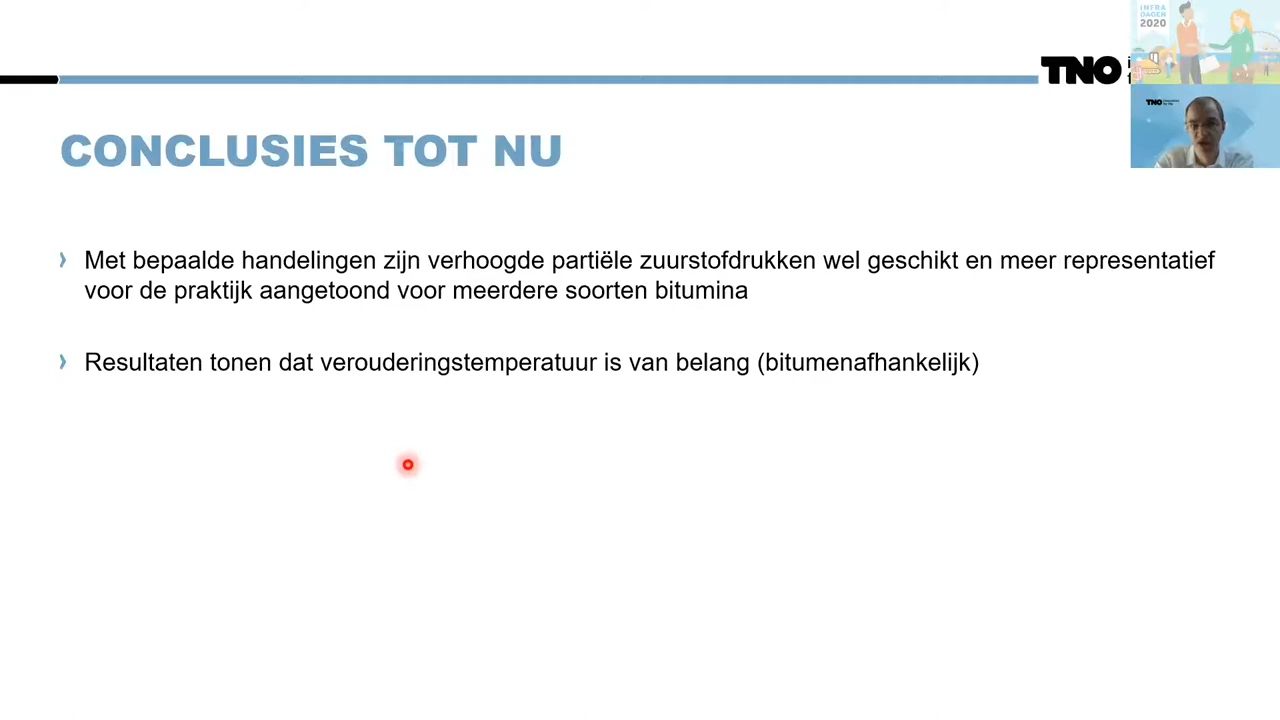 INFRA
DAGEN
2020
TNO
TNO
CONCLUSIES TOT NU
Met bepaalde handelingen zijn verhoogde partiële zuurstofdrukken wel geschikt en meer representatief
voor de praktijk aangetoond voor meerdere soorten bitumina
Resultaten tonen dat verouderingstemperatuur is van belang (bitumenafhankelijk)